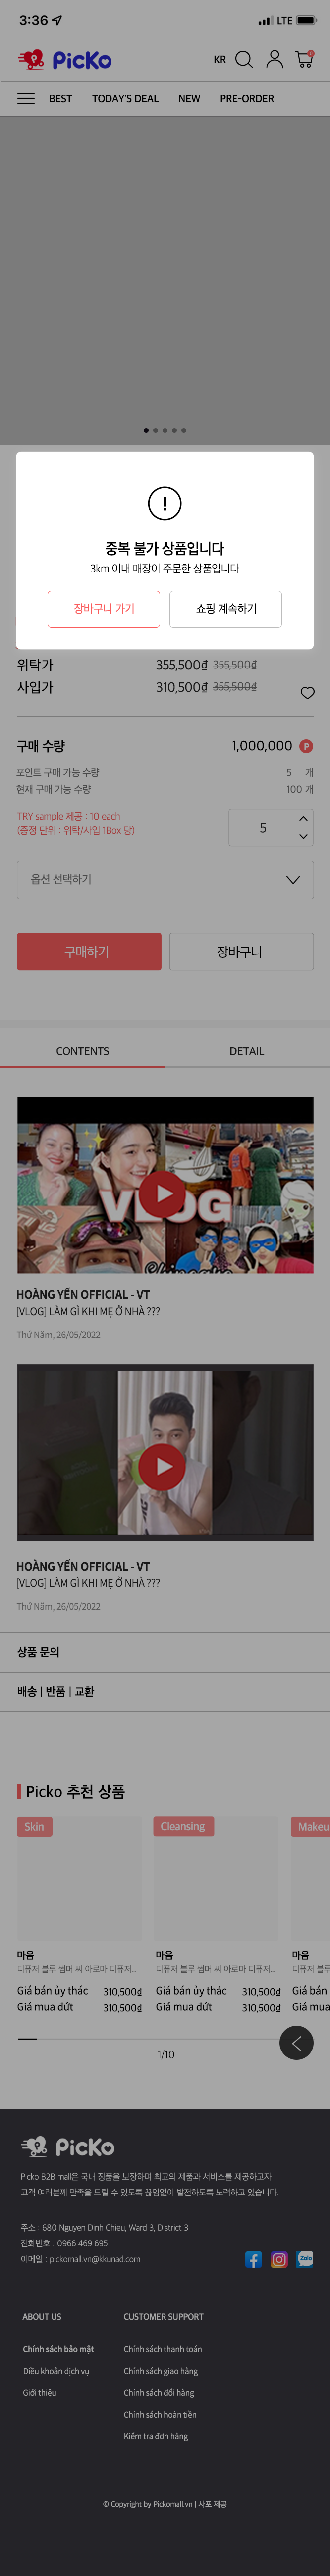 3:36
LTE
PicKo
KR
0
BEST TODAY'S DEAL NEW PRE-ORDER
!
중복 불가 상품입니다
3km 이내 매장이 주문한 상품입니다
장바구니 가기 쇼핑 계속하기
위탁가 355,500₫ 355,500₫
사입가 310,500₫ 355,500₫
구매 수량 1,000,000 P
포인트 구매 가능 수량 5 개
현재 구매 가능 수량 100 개
TRY sample 제공 : 10 each
(증정 단위 : 위탁/사입 1Box 당)
5
옵션 선택하기
구매하기 장바구니
CONTENTS DETAIL
VLOG
HOÀNG YẾN OFFICIAL - VT
[VLOG] LÀM GÌ KHI MẸ Ở NHÀ ???
Thứ Năm, 26/05/2022
HOÀNG YẾN OFFICIAL - VT
[VLOG] LÀM GÌ KHI MẸ Ở NHÀ ???
Thứ Năm, 26/05/2022
상품 문의
배송 | 반품 | 교환
Picko 추천 상품
Skin Cleansing Makeu
마음 마음 마음
디퓨저 블루 썸머 씨 아로마 디퓨저... 디퓨저 블루 썸머 씨 아로마 디퓨저... 디퓨저 블루
Giá bán ủy thác 310,500₫ Giá bán ủy thác 310,500₫ Giá bán
Giá mua đứt 310,500₫ Giá mua đứt 310,500₫ Giá mua
1/10
PicKo
Picko B2B mall은 국내 정품을 보장하며 최고의 제품과 서비스를 제공하고자
고객 여러분께 만족을 드릴 수 있도록 끊임없이 발전하도록 노력하고 있습니다.
주소 : 680 Nguyen Dinh Chieu, Ward 3, District 3
전화번호 : 0966 469 695
이메일 : pickomall.vn@kkunad.com
Zalo
ABOUT US CUSTOMER SUPPORT
Chính sách bảo mật Chính sách thanh toán
Điều khoản dịch vụ Chính sách giao hàng
Giới thiệu Chính sách đổi hàng
Chính sách hoàn tiền
Kiểm tra đơn hàng
© Copyright by Pickomall.vn | 사포 제공